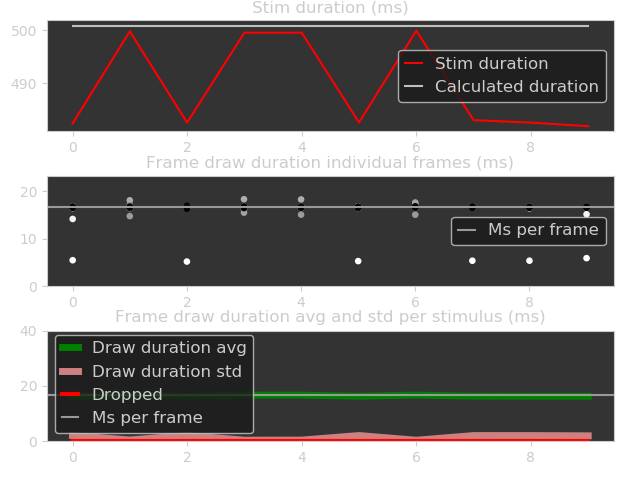 Stim duration (ms)
500
490
Stim duration
Calculated duration
0 2 4 6 8
Frame draw duration individual frames (ms)
20
10
0
Ms per frame
0 2 4 6 8
Frame draw duration avg and std per stimulus (ms)
40
20
0
Draw duration avg
Draw duration std
Dropped
Ms per frame
0 2 4 6 8